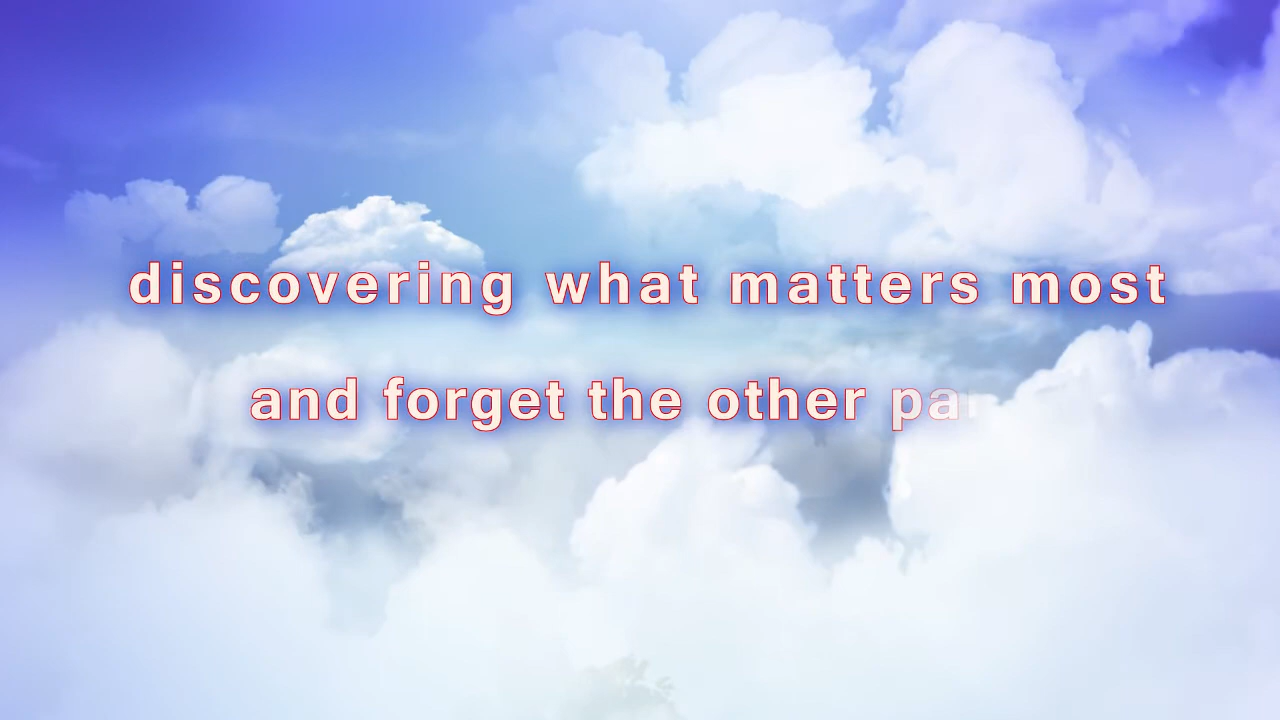 discovering what matters most
and forget the other